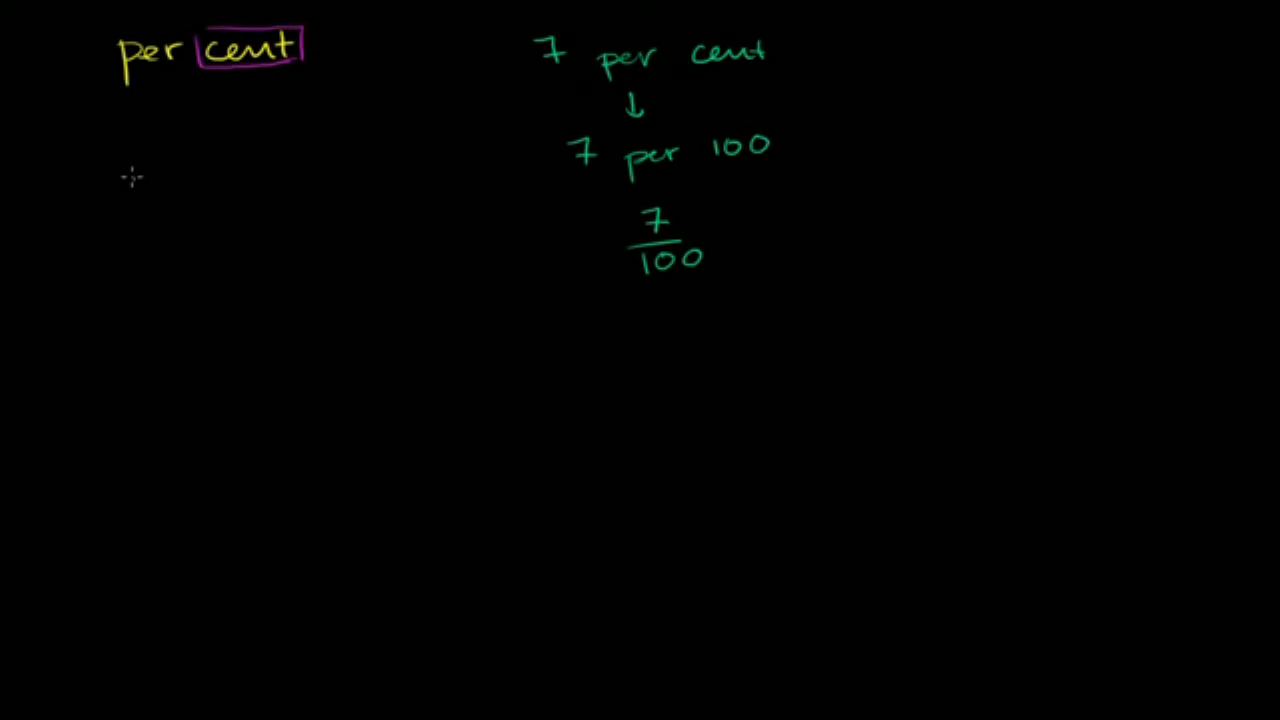 per cent
7 per cent
↓
7 per 100
7
100